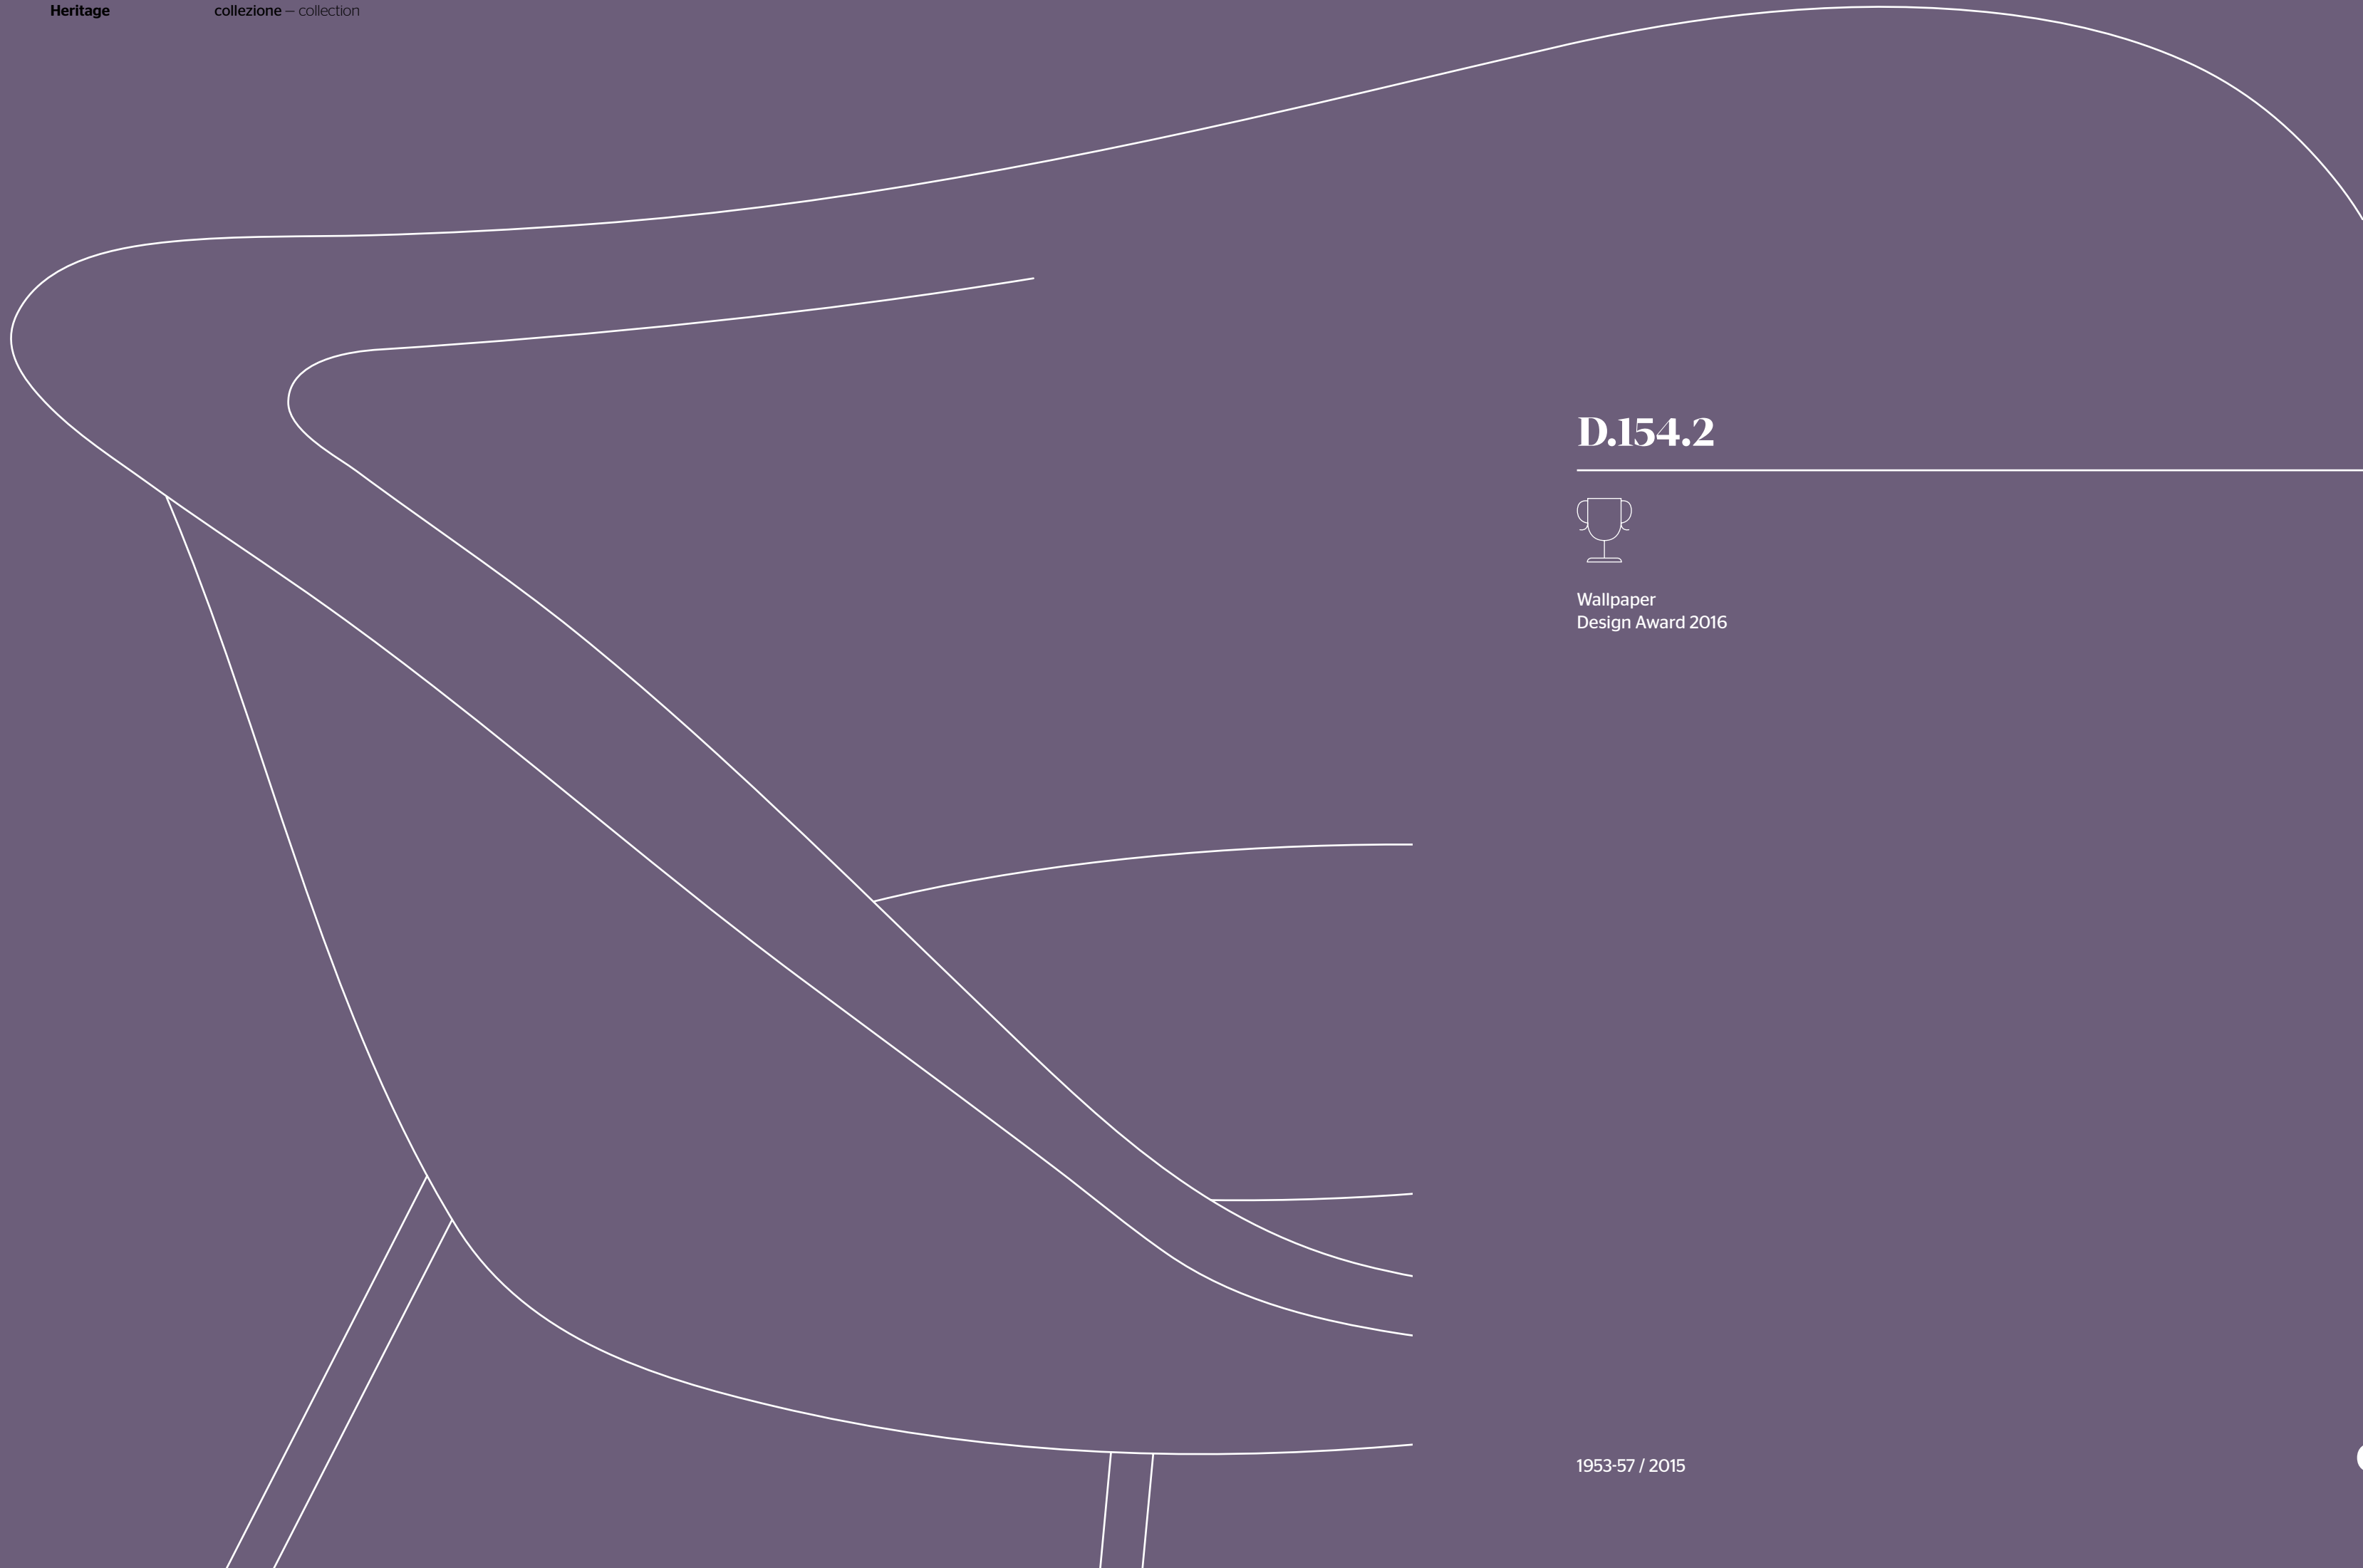 Heritage
collezione — collection
D.154.2
Wallpaper
Design Award 2016
1953-57 / 2015